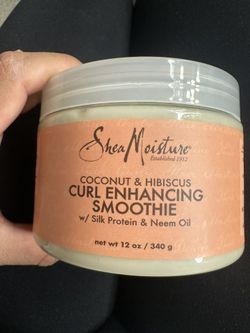 SheaMoisture
Established 1912
COCONUT & HIBISCUS
CURL ENHANCING
SMOOTHIE
w/ Silk Protein & Neem Oil
net wt 12 oz / 340 g